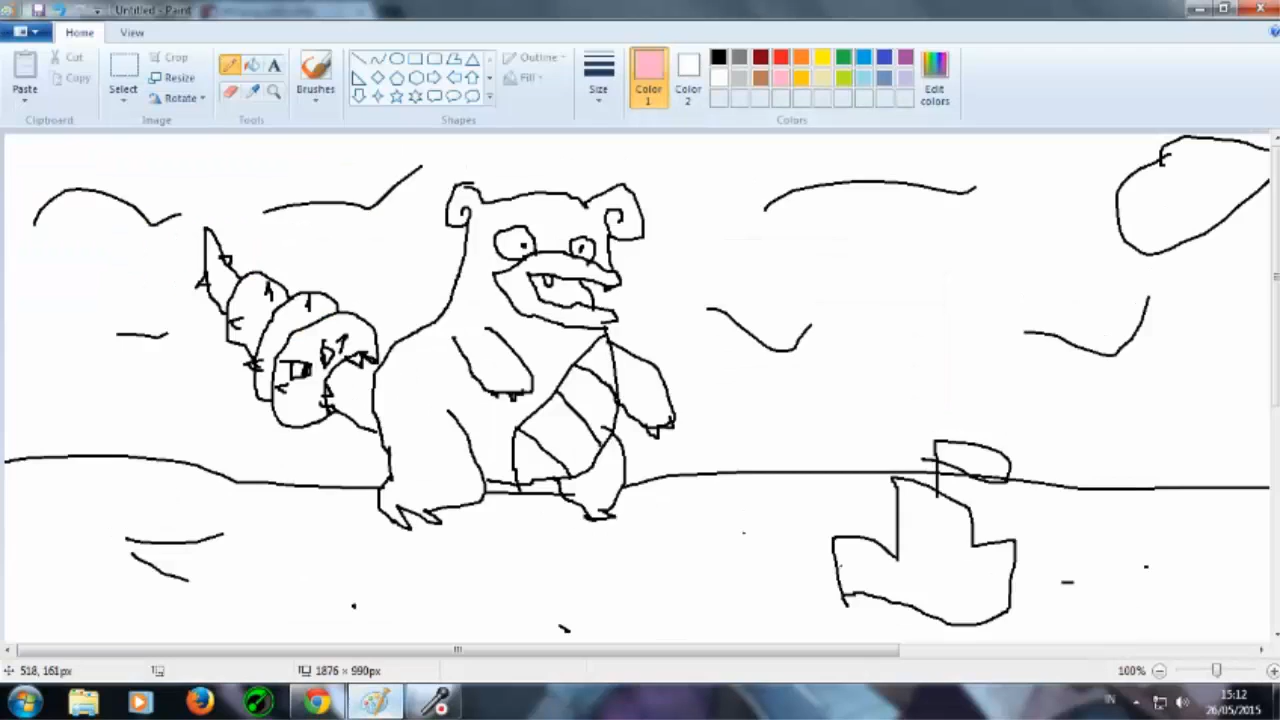 Untitled - Paint
Home View
Cut
Copy
Paste
Clipboard
Crop
Resize
Rotate
Select
Image
A
Tools
Brushes
Outline
Fill
Shapes
Size
Color 1
Color 2
Edit colors
Colors
518, 161px
1876 × 990px
100%
IN
15:12
26/05/2015